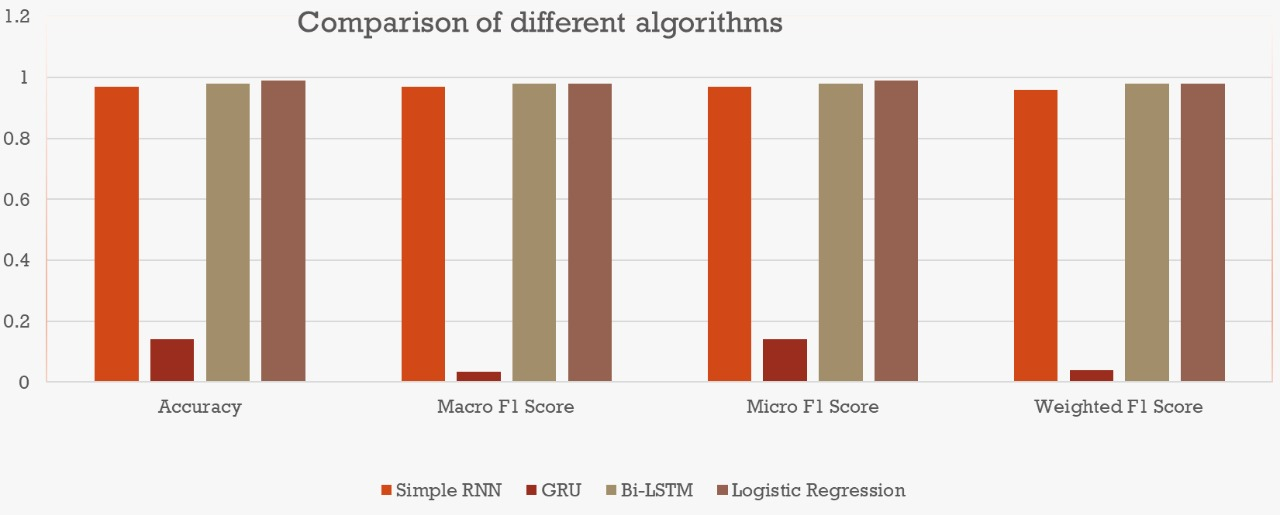 Comparison of different algorithms
1.2
1
0.8
0.6
0.4
0.2
0
Accuracy Macro F1 Score Micro F1 Score Weighted F1 Score
Simple RNN GRU Bi-LSTM Logistic Regression